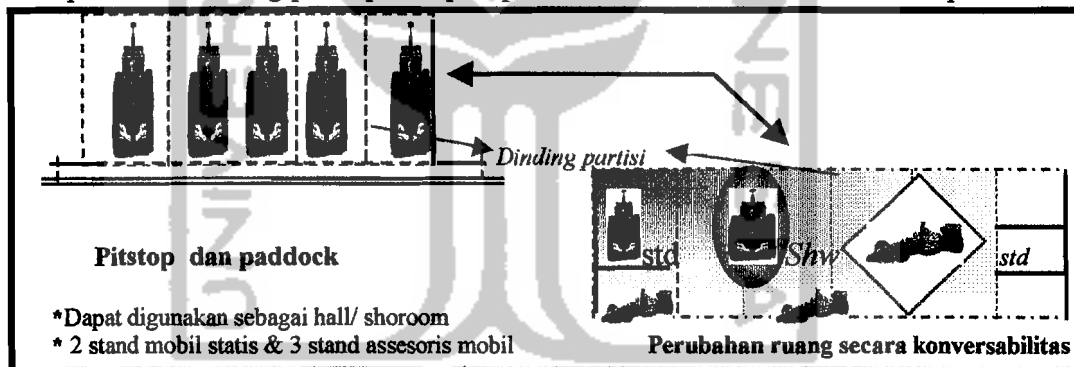 Dinding partisi
Pitstop dan paddock
*Dapat digunakan sebagai hall/ shoroom
* 2 stand mobil statis & 3 stand assesoris mobil
std
Shw
std
Perubahan ruang secara konversabilitas